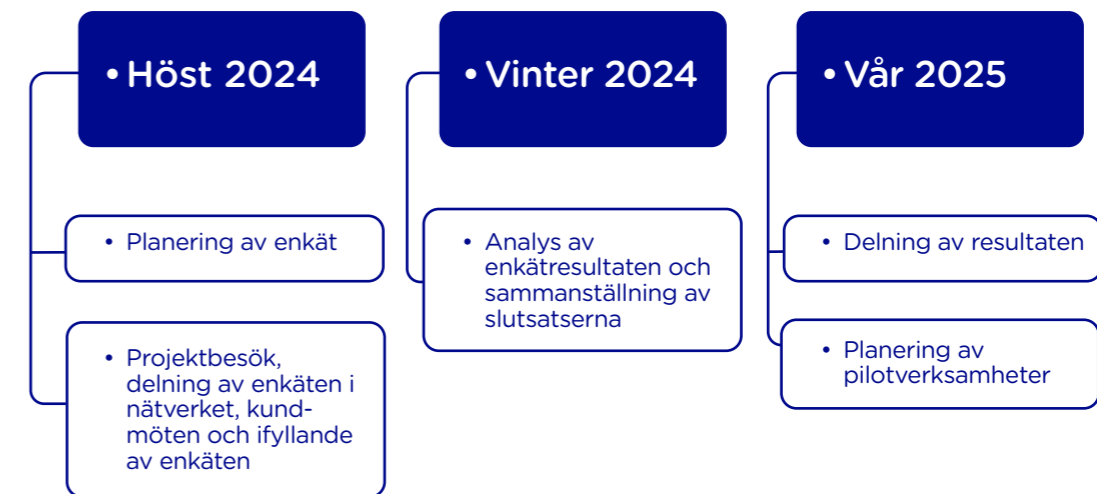 • Höst 2024
• Planering av enkät
• Projektbesök,
delning av enkäten i
nätverket, kund-
möten och ifyllande
av enkäten
• Vinter 2024
• Analys av
enkätresultaten och
sammanställning av
slutsatserna
• Vår 2025
• Delning av resultaten
• Planering av
pilotverksamheter